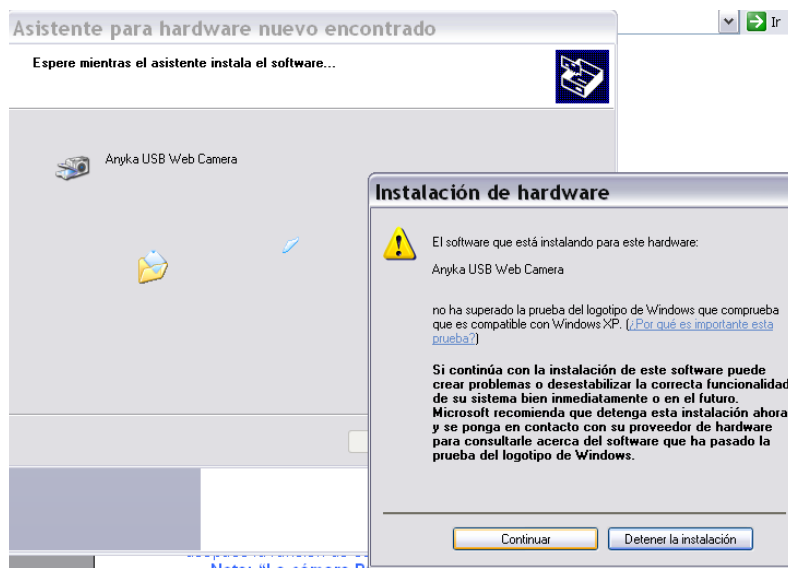 Asistente para hardware nuevo encontrado
Ir
Espere mientras el asistente instala el software...
Anyka USB Web Camera
Instalación de hardware
El software que está instalando para este hardware:
Anyka USB Web Camera
no ha superado la prueba del logotipo de Windows que comprueba
que es compatible con Windows XP. (¿Por qué es importante esta
prueba?)
Si continúa con la instalación de este software puede
crear problemas o desestabilizar la correcta funcionalidad
de su sistema bien inmediatamente o en el futuro.
Microsoft recomienda que detenga esta instalación ahora
y se ponga en contacto con su proveedor de hardware
para consultarle acerca del software que ha pasado la
prueba del logotipo de Windows.
Continuar
Detener la instalación
Nota: "La cámara